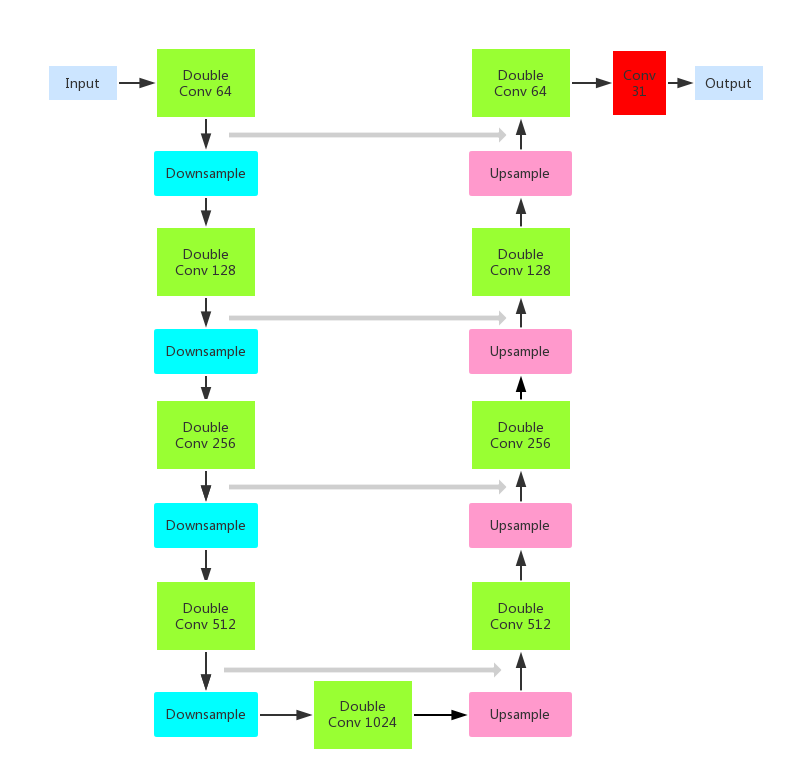 Input
Double
Conv 64
Downsample
Double
Conv 128
Downsample
Double
Conv 256
Downsample
Double
Conv 512
Downsample
Double
Conv 1024
Upsample
Double
Conv 512
Upsample
Double
Conv 256
Upsample
Double
Conv 128
Upsample
Double
Conv 64
Conv
31
Output